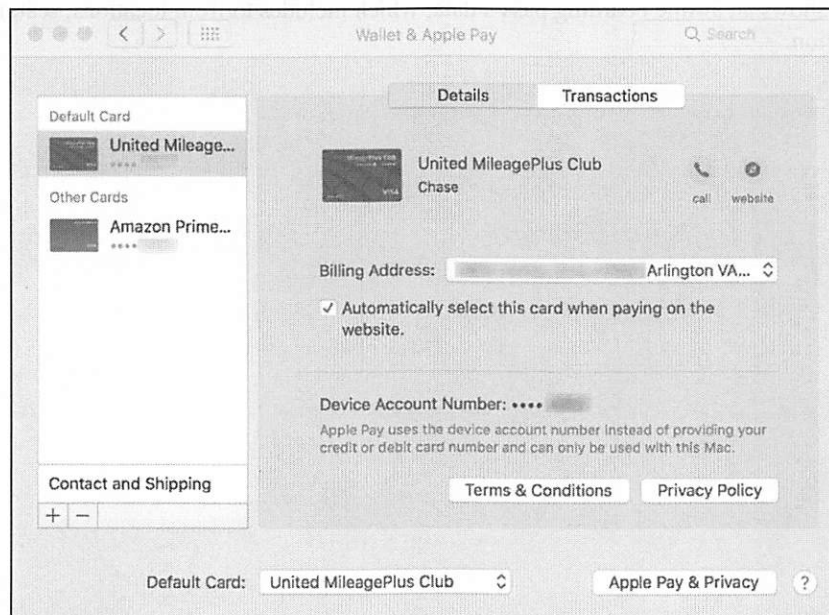 Wallet & Apple Pay
Search
Details
Transactions
Default Card
United Mileage...
••••
Other Cards
Amazon Prime...
••••
United MileagePlus Club
Chase
VISA
call
website
Billing Address:
Arlington VA...
Automatically select this card when paying on the
website.
Device Account Number: ••••
Apple Pay uses the device account number instead of providing your
credit or debit card number and can only be used with this Mac.
Contact and Shipping
Terms & Conditions
Privacy Policy
+ −
Default Card:
United MileagePlus Club
Apple Pay & Privacy
?